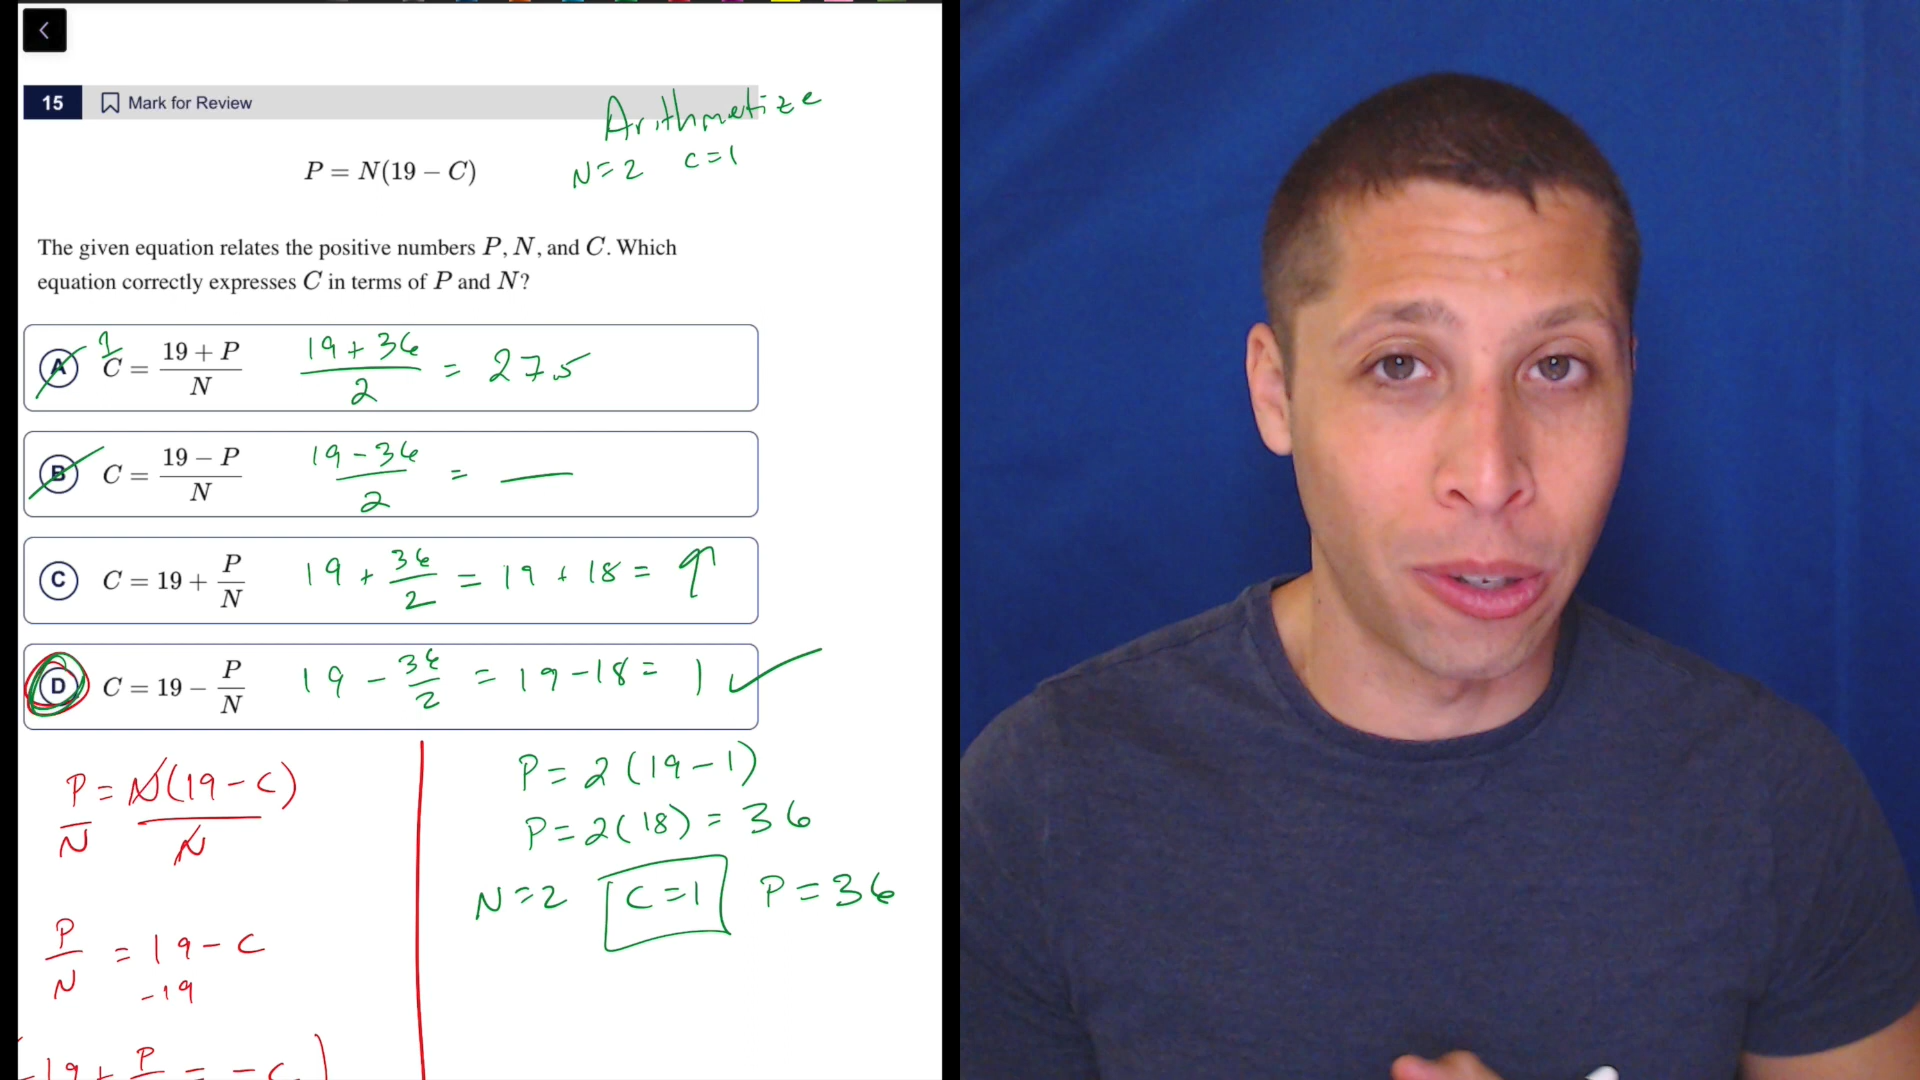 15 Mark for Review
Arithmetize
P = N(19 − C)
N=2 C=1
The given equation relates the positive numbers P, N, and C. Which
equation correctly expresses C in terms of P and N?
A 1 C = (19 + P)/N (19+36)/2 = 27.5
B C = (19 − P)/N (19-36)/2 =
C C = 19 + P/N 19 + 36/2 = 19 + 18 =
D C = 19 − P/N 19 - 36/2 = 19-18 = 1
P/N = N(19-C)/N
P/N = 19-C
-19
-19 + P = -C
P = 2(19-1)
P = 2(18) = 36
N=2 C=1 P=36